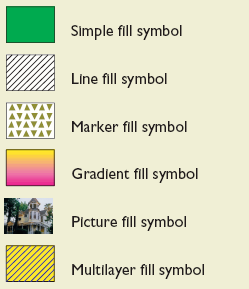 Simple fill symbol
Line fill symbol
Marker fill symbol
Gradient fill symbol
Picture fill symbol
Multilayer fill symbol